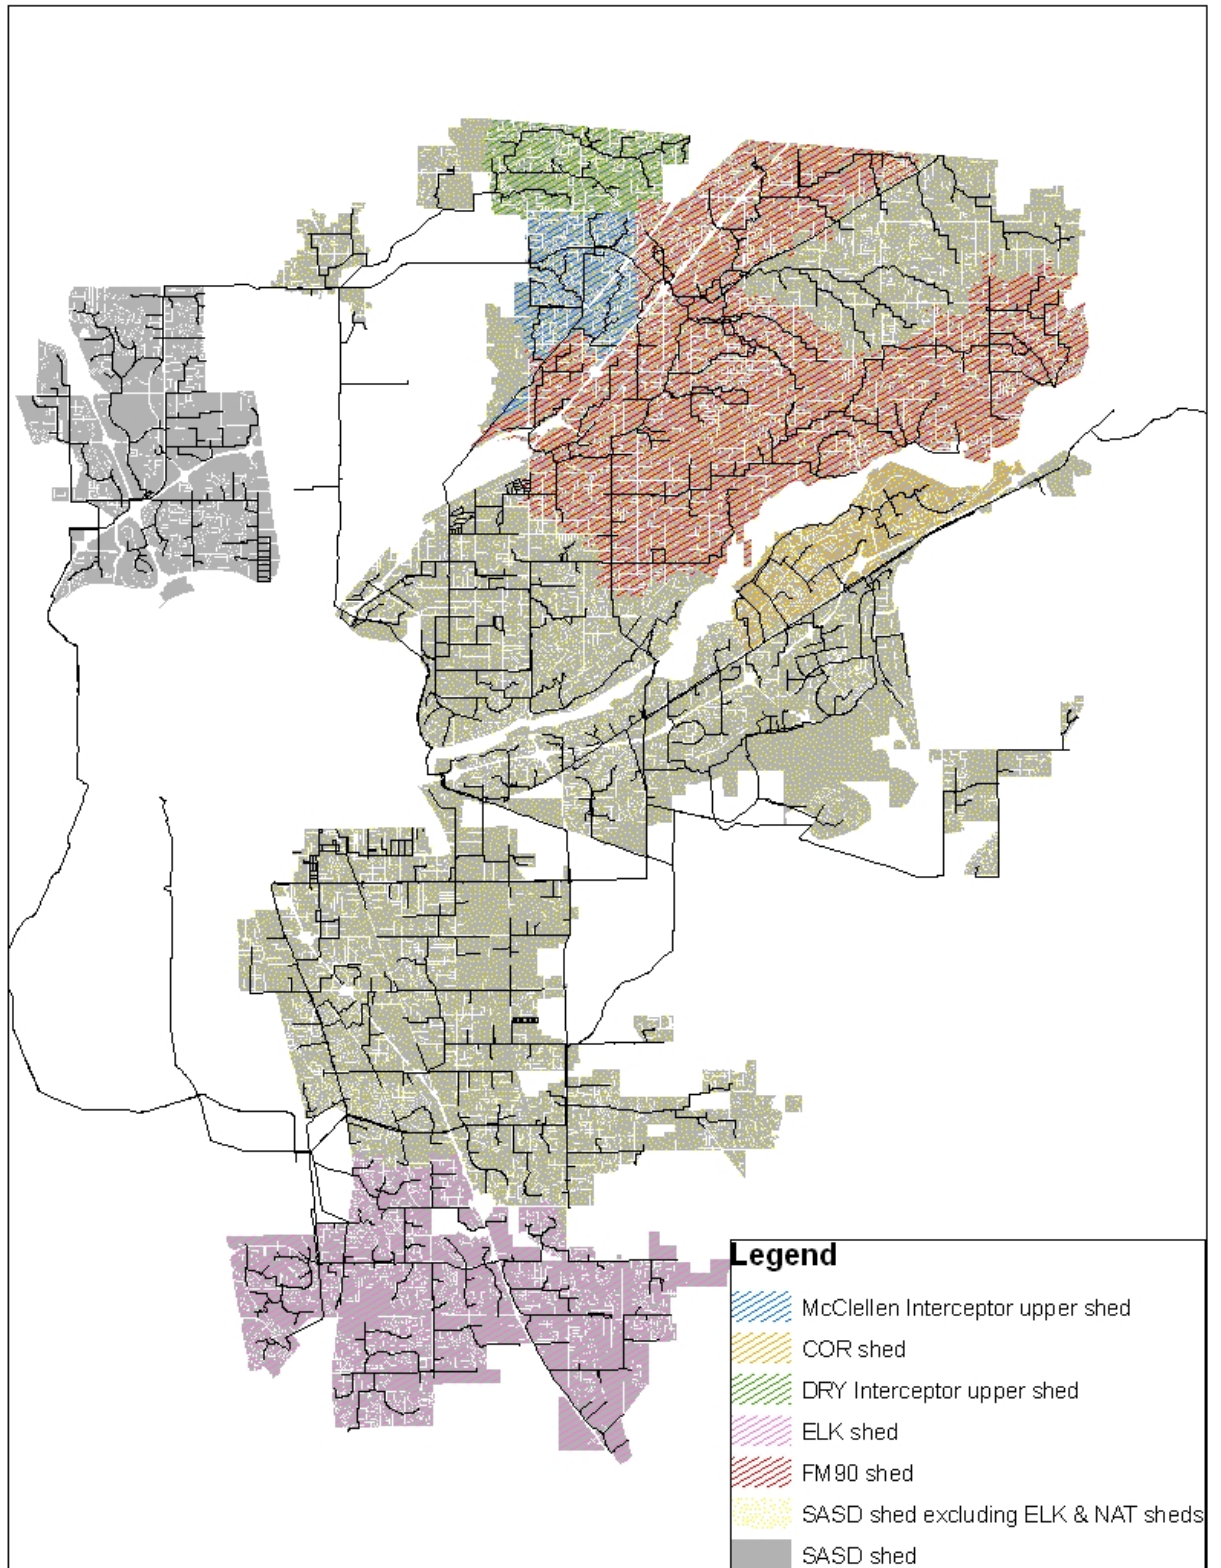 Legend
McClellen Interceptor upper shed
COR shed
DRY Interceptor upper shed
ELK shed
FM90 shed
SASD shed excluding ELK & NAT sheds
SASD shed